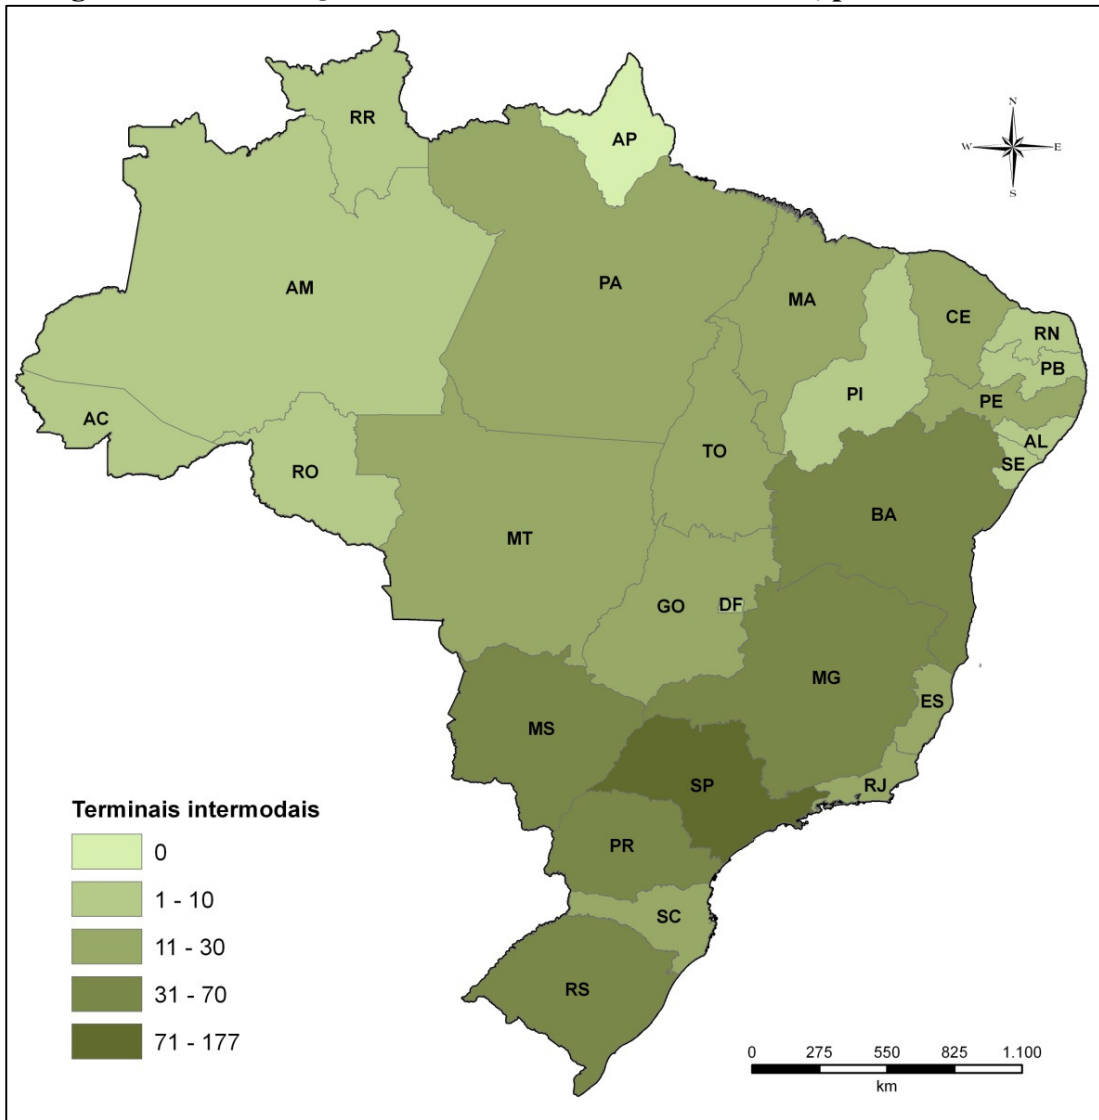 N
W E
S
RR
AP
AM
PA
MA
CE
RN
PB
PI
PE
AC
AL
TO
SE
RO
BA
MT
GO
DF
MG
ES
MS
SP
RJ
PR
SC
RS
Terminais intermodais
0
1 - 10
11 - 30
31 - 70
71 - 177
0 275 550 825 1.100
km